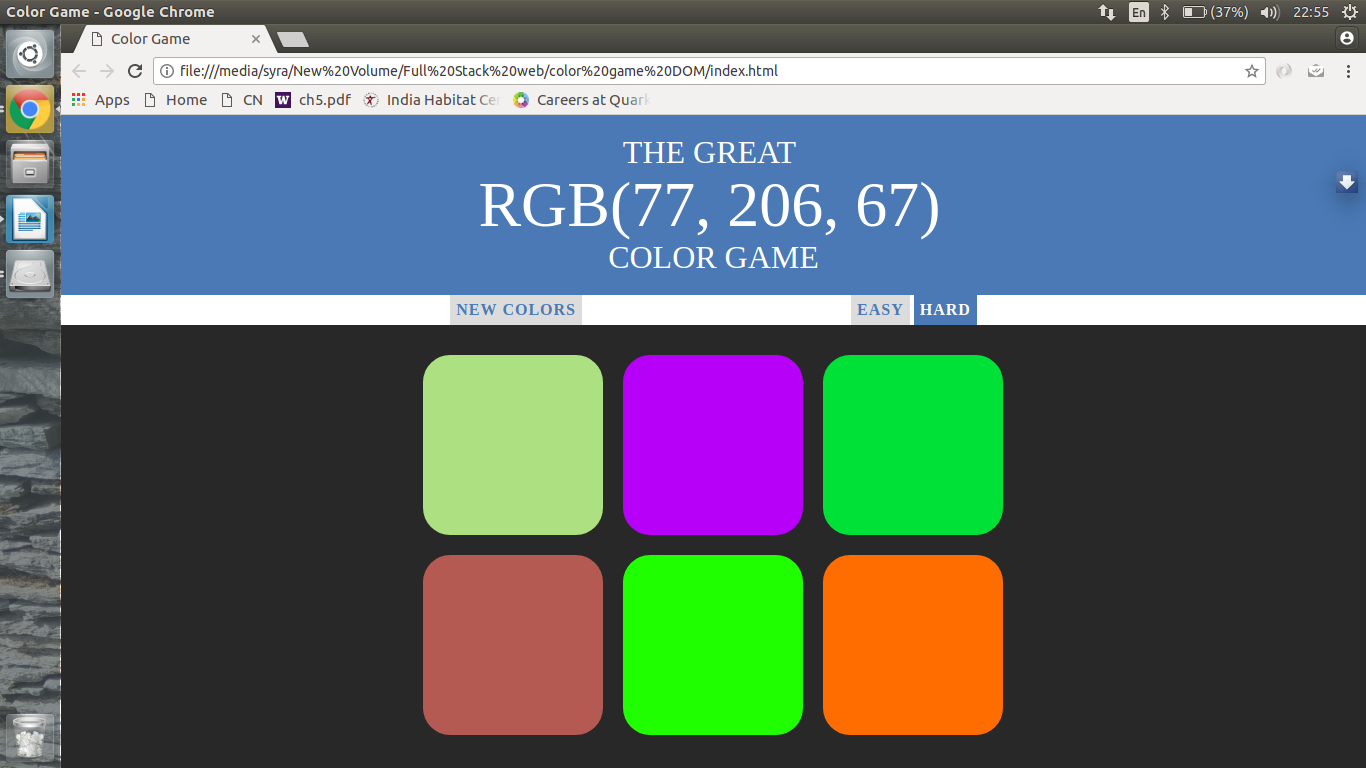 Color Game - Google Chrome
En (37%) 22:55
Color Game
file:///media/syra/New%20Volume/Full%20Stack%20web/color%20game%20DOM/index.html
Apps Home CN W ch5.pdf India Habitat Ce Careers at Quar
THE GREAT
RGB(77, 206, 67)
COLOR GAME
NEW COLORS EASY HARD